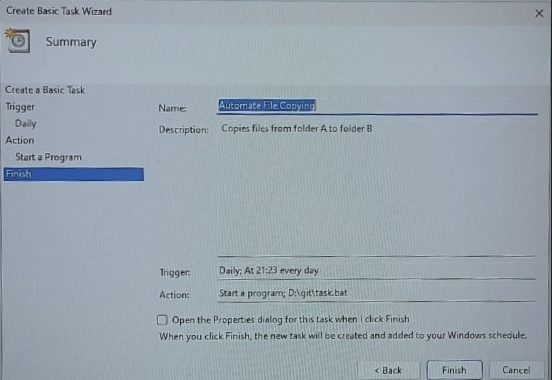 Create Basic Task Wizard
Summary
Create a Basic Task
Trigger
Daily
Action
Start a Program
Finish
Name: Automate File Copying
Description: Copies files from folder A to folder B
Trigger: Daily; At 21:23 every day
Action: Start a program; D:\git\task.bat
Open the Properties dialog for this task when I click Finish
When you click Finish, the new task will be created and added to your Windows schedule.
< Back Finish Cancel